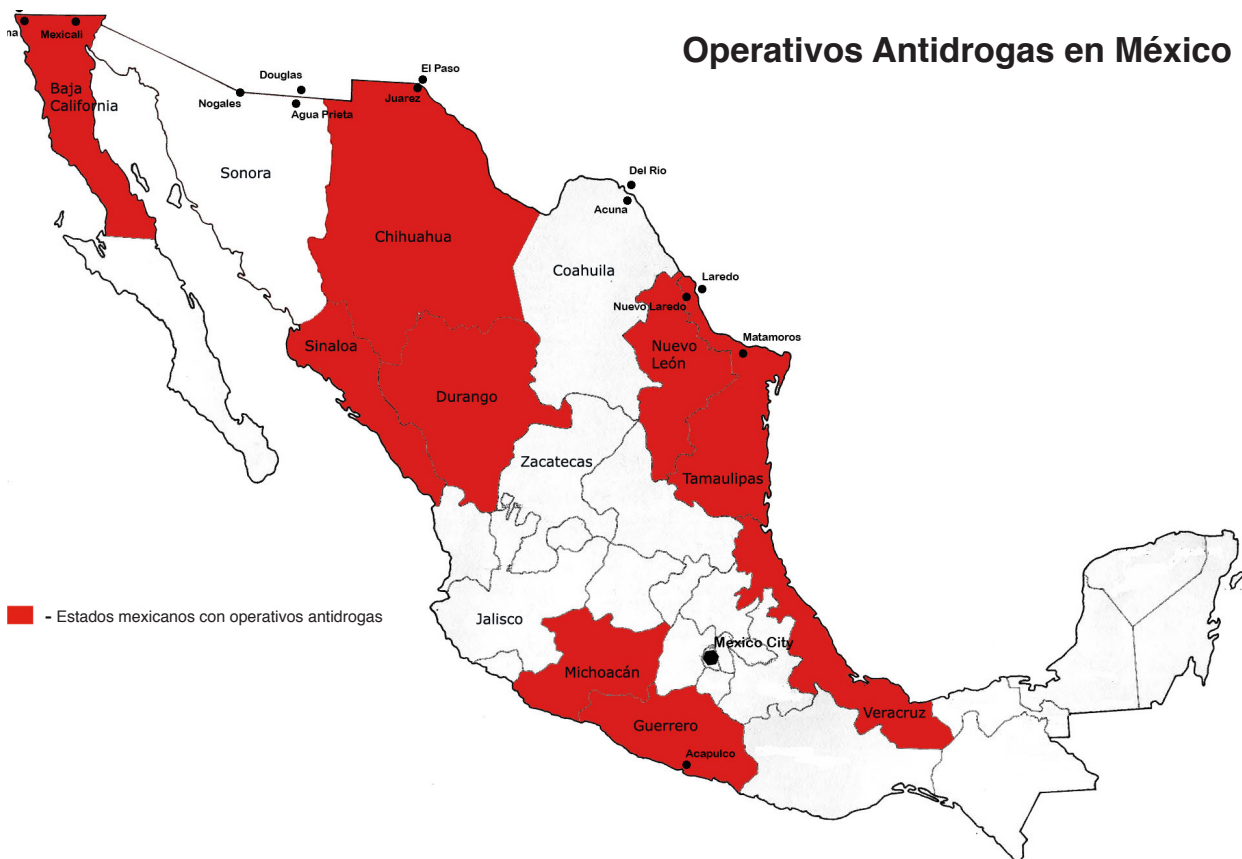 Operativos Antidrogas en México
na
Mexicali
Baja
California
Nogales
Douglas
Agua Prieta
El Paso
Juarez
Sonora
Chihuahua
Del Rio
Acuna
Coahuila
Laredo
Nuevo Laredo
Matamoros
Sinaloa
Nuevo
León
Durango
Zacatecas
Tamaulipas
- Estados mexicanos con operativos antidrogas
Jalisco
Mexico City
Michoacán
Guerrero
Veracruz
Acapulco